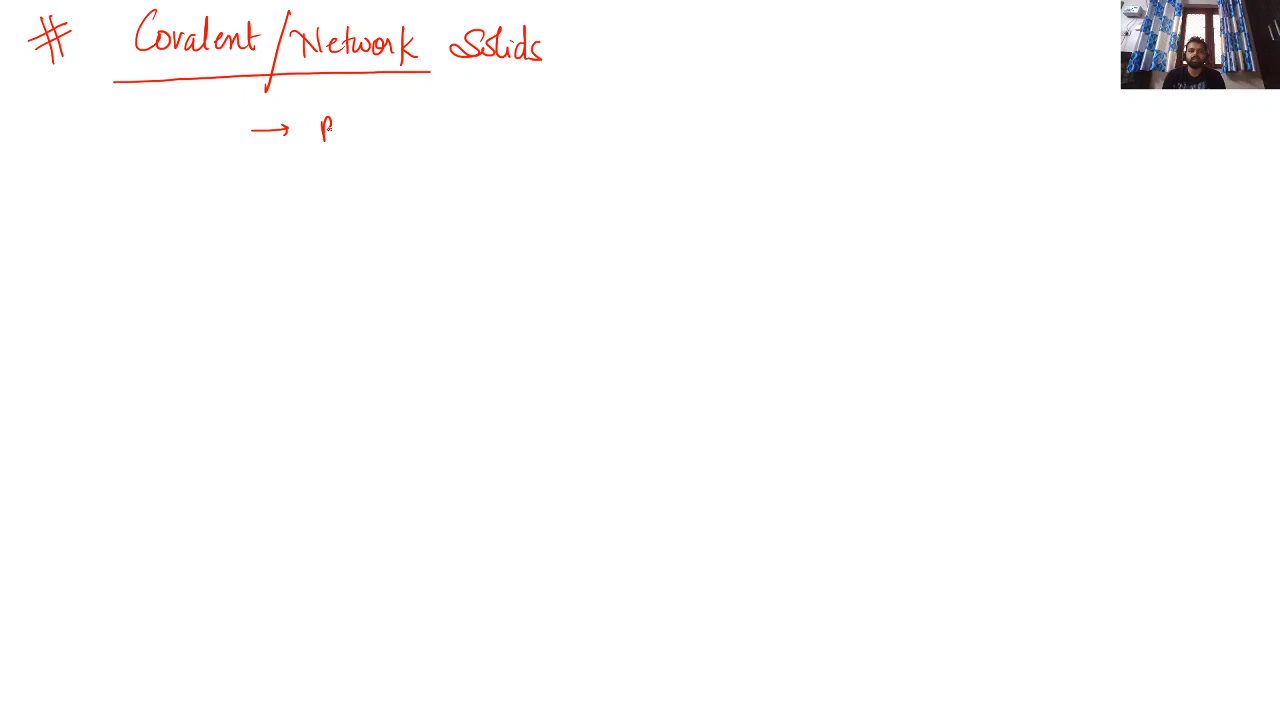 # Covalent / Network Solids
→ P